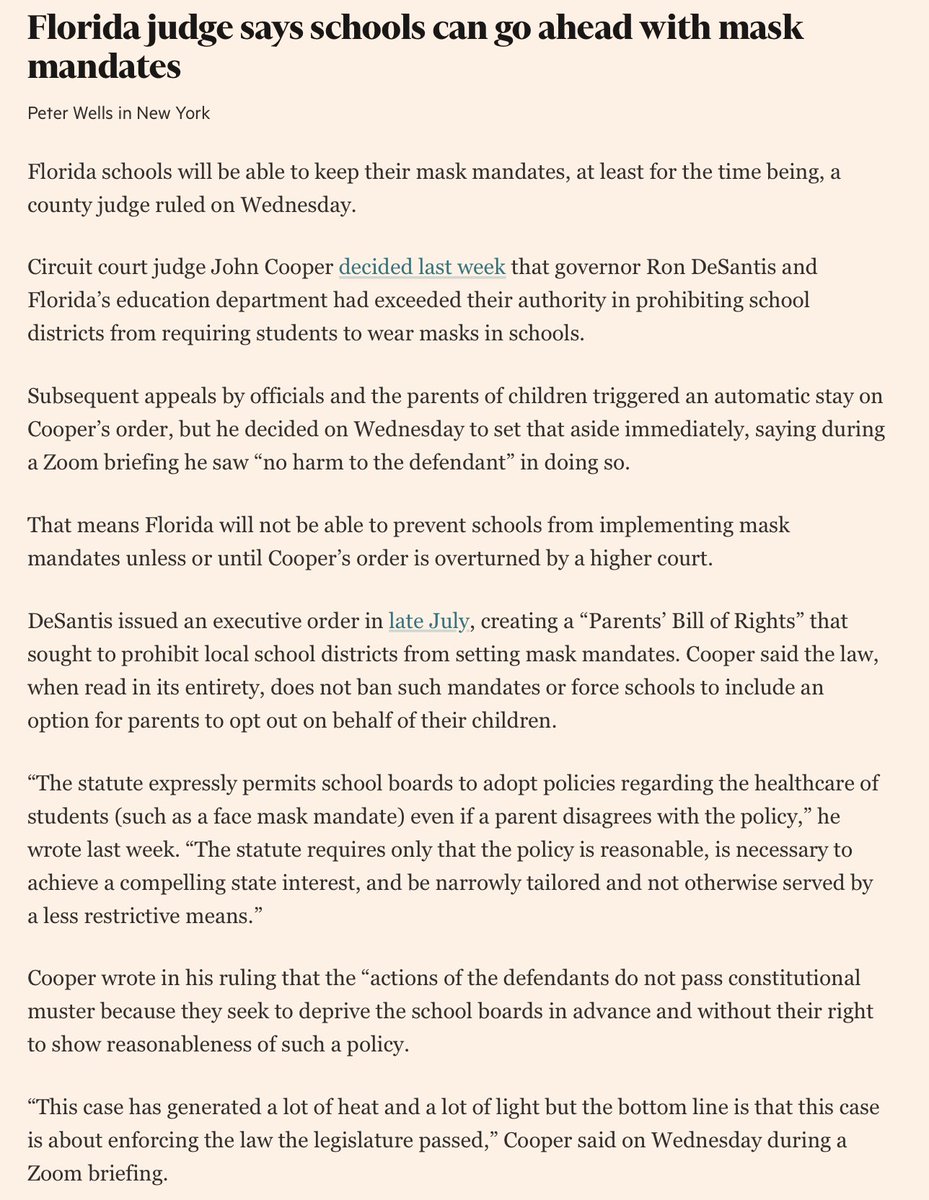 Florida judge says schools can go ahead with mask
mandates
Peter Wells in New York
Florida schools will be able to keep their mask mandates, at least for the time being, a
county judge ruled on Wednesday.
Circuit court judge John Cooper decided last week that governor Ron DeSantis and
Florida’s education department had exceeded their authority in prohibiting school
districts from requiring students to wear masks in schools.
Subsequent appeals by officials and the parents of children triggered an automatic stay on
Cooper’s order, but he decided on Wednesday to set that aside immediately, saying during
a Zoom briefing he saw “no harm to the defendant” in doing so.
That means Florida will not be able to prevent schools from implementing mask
mandates unless or until Cooper’s order is overturned by a higher court.
DeSantis issued an executive order in late July, creating a “Parents’ Bill of Rights” that
sought to prohibit local school districts from setting mask mandates. Cooper said the law,
when read in its entirety, does not ban such mandates or force schools to include an
option for parents to opt out on behalf of their children.
“The statute expressly permits school boards to adopt policies regarding the healthcare of
students (such as a face mask mandate) even if a parent disagrees with the policy,” he
wrote last week. “The statute requires only that the policy is reasonable, is necessary to
achieve a compelling state interest, and be narrowly tailored and not otherwise served by
a less restrictive means.”
Cooper wrote in his ruling that the “actions of the defendants do not pass constitutional
muster because they seek to deprive the school boards in advance and without their right
to show reasonableness of such a policy.
“This case has generated a lot of heat and a lot of light but the bottom line is that this case
is about enforcing the law the legislature passed,” Cooper said on Wednesday during a
Zoom briefing.